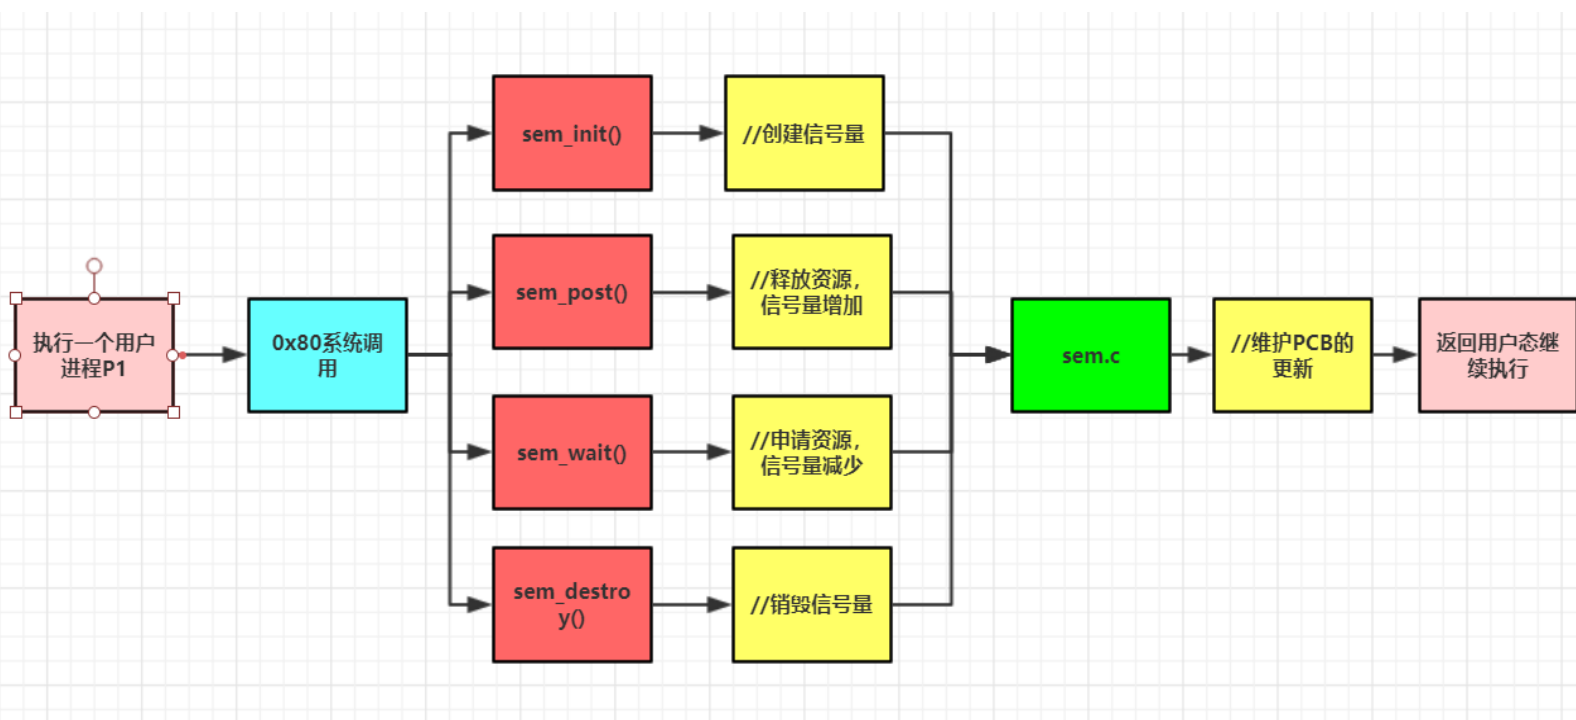 执行一个用户
进程P1
0x80系统调
用
sem_init()
//创建信号量
sem_post()
//释放资源，
信号量增加
sem_wait()
//申请资源，
信号量减少
sem_destro
y()
//销毁信号量
sem.c
//维护PCB的
更新
返回用户态继
续执行